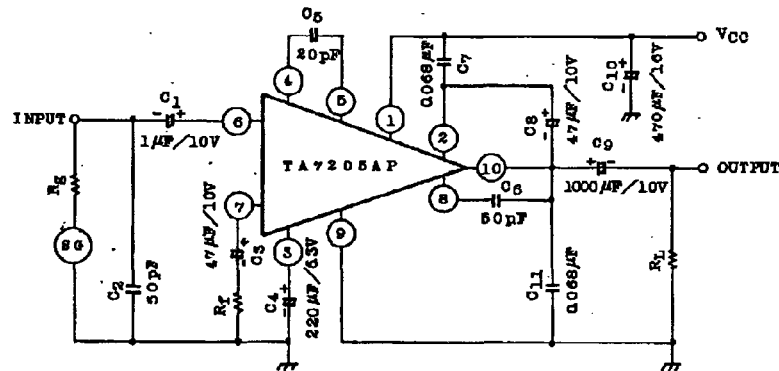 C5
20pF
4
5
1
0.068μF
C7
VCC
C10
+
-
470μF/16V
INPUT
C1
- +
1μF/10V
6
TA7205AP
2
C8
+
-
47μF/10V
C9
+ -
1000μF/10V
OUTPUT
10
Rg
SG
C2
50pF
7
47μF/10V
+
-
C3
Rf
3
C4
+
-
220μF/6.3V
9
8
C6
50pF
C11
0.068μF
RL